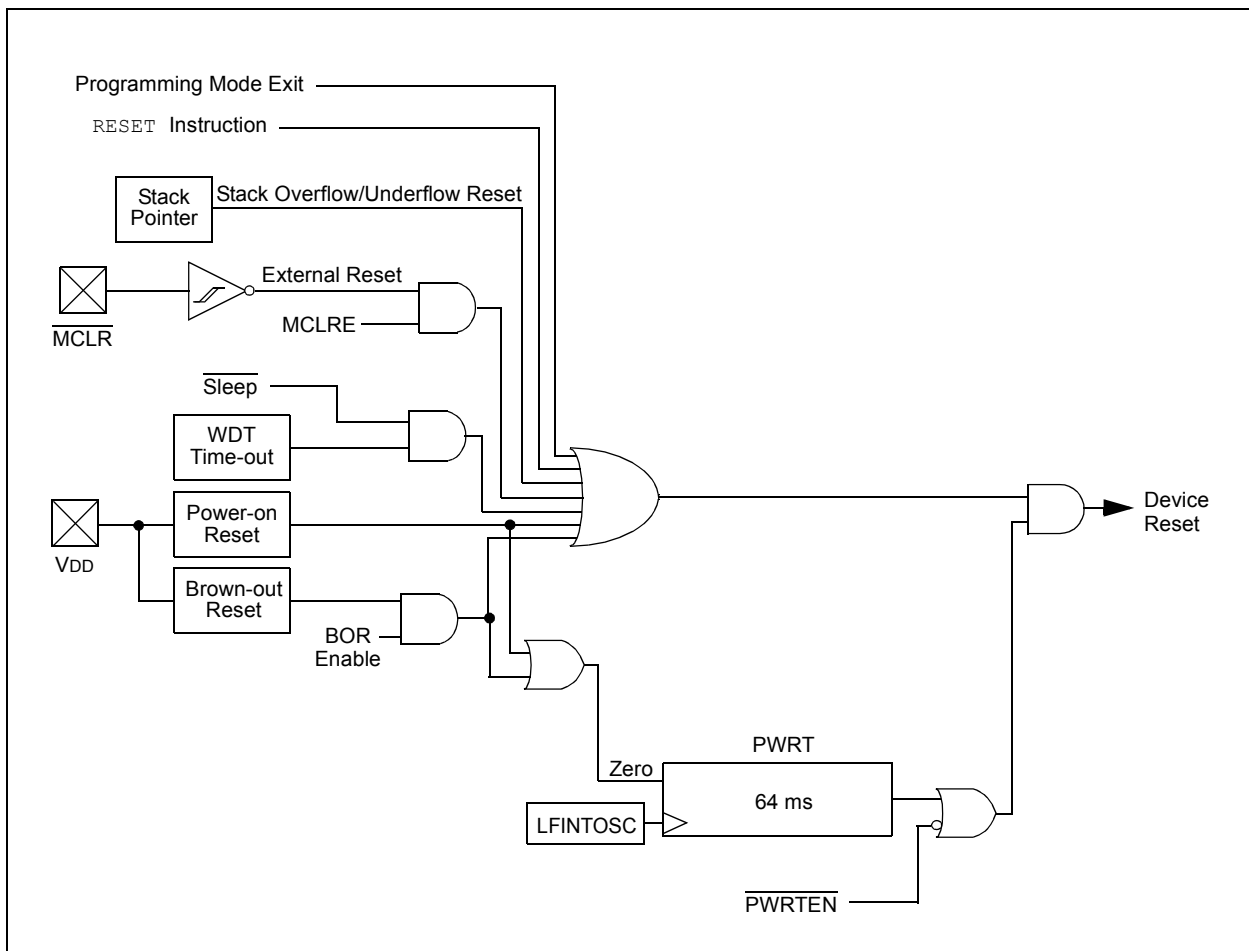 Programming Mode Exit
RESET Instruction
Stack
Pointer
Stack Overflow/Underflow Reset
External Reset
MCLR
MCLRE
Sleep
WDT
Time-out
VDD
Power-on
Reset
Brown-out
Reset
BOR
Enable
Device
Reset
PWRT
Zero
64 ms
LFINTOSC
PWRTEN